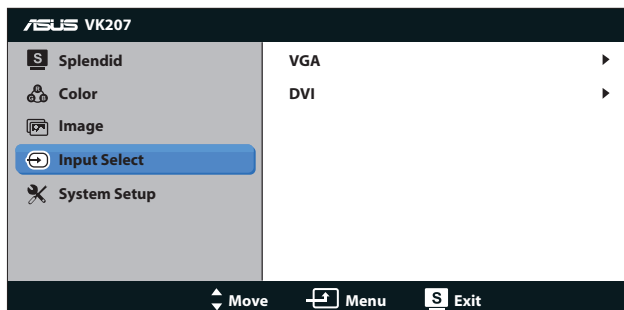 ASUS VK207
S Splendid
Color
Image
Input Select
System Setup
VGA
DVI
Move Menu S Exit